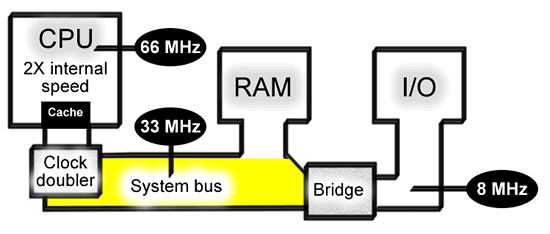 CPU
2X internal
speed
Cache
66 MHz
33 MHz
RAM
I/O
Clock
doubler
System bus
Bridge
8 MHz